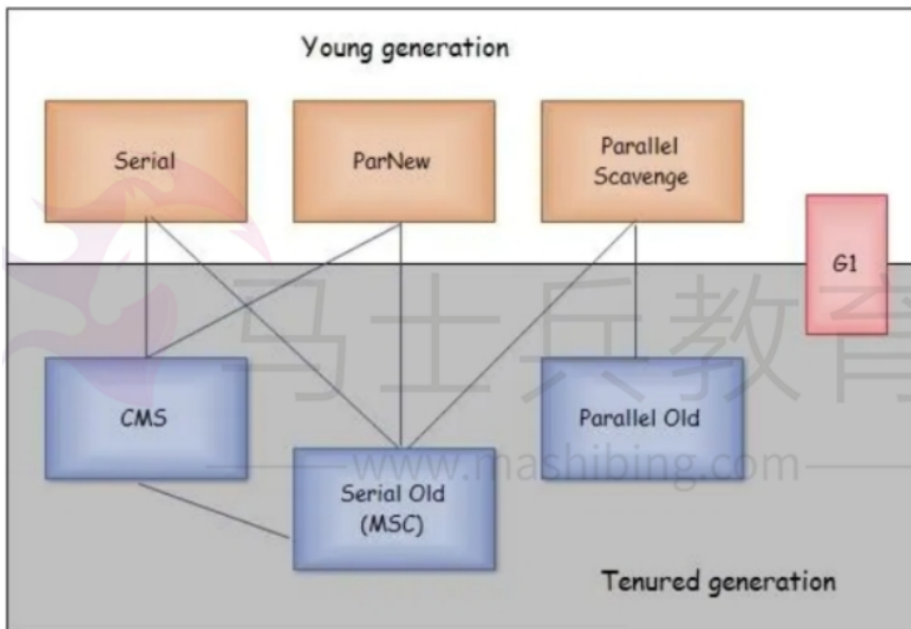 Young generation
Serial
ParNew
Parallel
Scavenge
G1
马士兵教育
CMS
Parallel Old
www.mashibing.com
Serial Old
(MSC)
Tenured generation